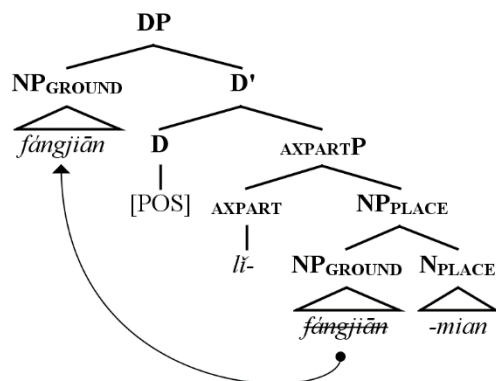 DP
NPGROUND D'
fángjiān D AXPARTP
[POS] AXPART NPPLACE
lǐ- NPGROUND NPLACE
fángjiān -mian